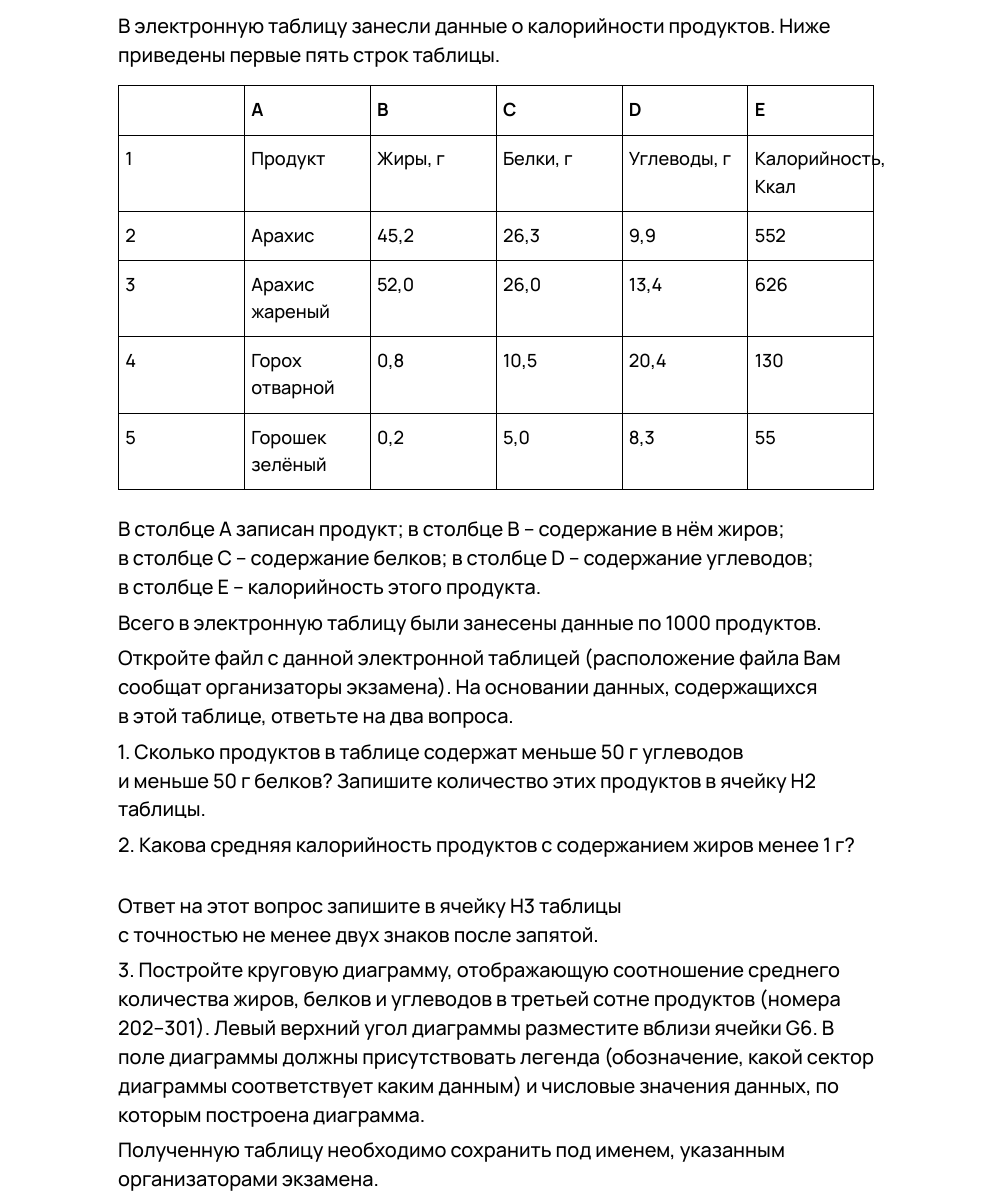 В электронную таблицу занесли данные о калорийности продуктов. Ниже
приведены первые пять строк таблицы.
A B C D E
1 Продукт Жиры, г Белки, г Углеводы, г Калорийность,
Ккал
2 Арахис 45,2 26,3 9,9 552
3 Арахис 52,0 26,0 13,4 626
жареный
4 Горох 0,8 10,5 20,4 130
отварной
5 Горошек 0,2 5,0 8,3 55
зелёный
В столбце A записан продукт; в столбце B – содержание в нём жиров;
в столбце C – содержание белков; в столбце D – содержание углеводов;
в столбце E – калорийность этого продукта.
Всего в электронную таблицу были занесены данные по 1000 продуктов.
Откройте файл с данной электронной таблицей (расположение файла Вам
сообщат организаторы экзамена). На основании данных, содержащихся
в этой таблице, ответьте на два вопроса.
1. Сколько продуктов в таблице содержат меньше 50 г углеводов
и меньше 50 г белков? Запишите количество этих продуктов в ячейку H2
таблицы.
2. Какова средняя калорийность продуктов с содержанием жиров менее 1 г?
Ответ на этот вопрос запишите в ячейку H3 таблицы
с точностью не менее двух знаков после запятой.
3. Постройте круговую диаграмму, отображающую соотношение среднего
количества жиров, белков и углеводов в третьей сотне продуктов (номера
202–301). Левый верхний угол диаграммы разместите вблизи ячейки G6. В
поле диаграммы должны присутствовать легенда (обозначение, какой сектор
диаграммы соответствует каким данным) и числовые значения данных, по
которым построена диаграмма.
Полученную таблицу необходимо сохранить под именем, указанным
организаторами экзамена.